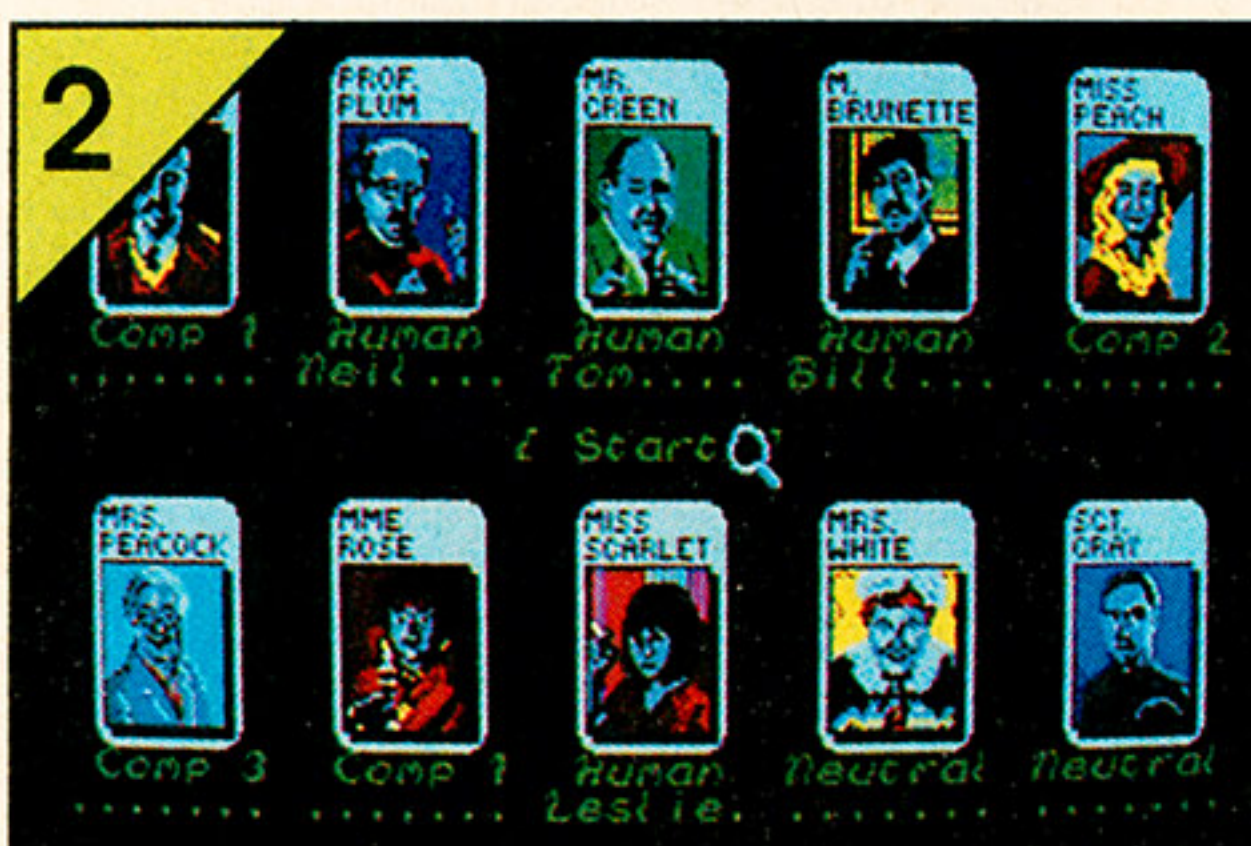 2
PROF. PLUM
MR. GREEN
M. BRUNETTE
MISS PEACH
Comp 1
Human
Human
Human
Comp 2
.......
Neil...
Tom....
Bill...
.......
[ Start
MRS. PEACOCK
MME ROSE
MISS SCARLET
MRS. WHITE
SGT. GRAY
Comp 3
Comp 1
Human
Neutral
Neutral
.......
.......
Leslie.
.......
.......